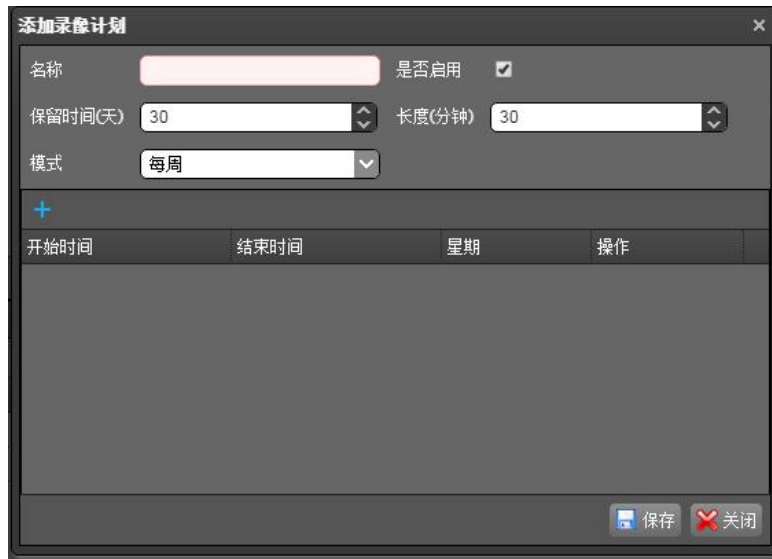 添加录像计划
名称 是否启用
保留时间(天) 30 长度(分钟) 30
模式 每周
开始时间 结束时间 星期 操作
保存 关闭